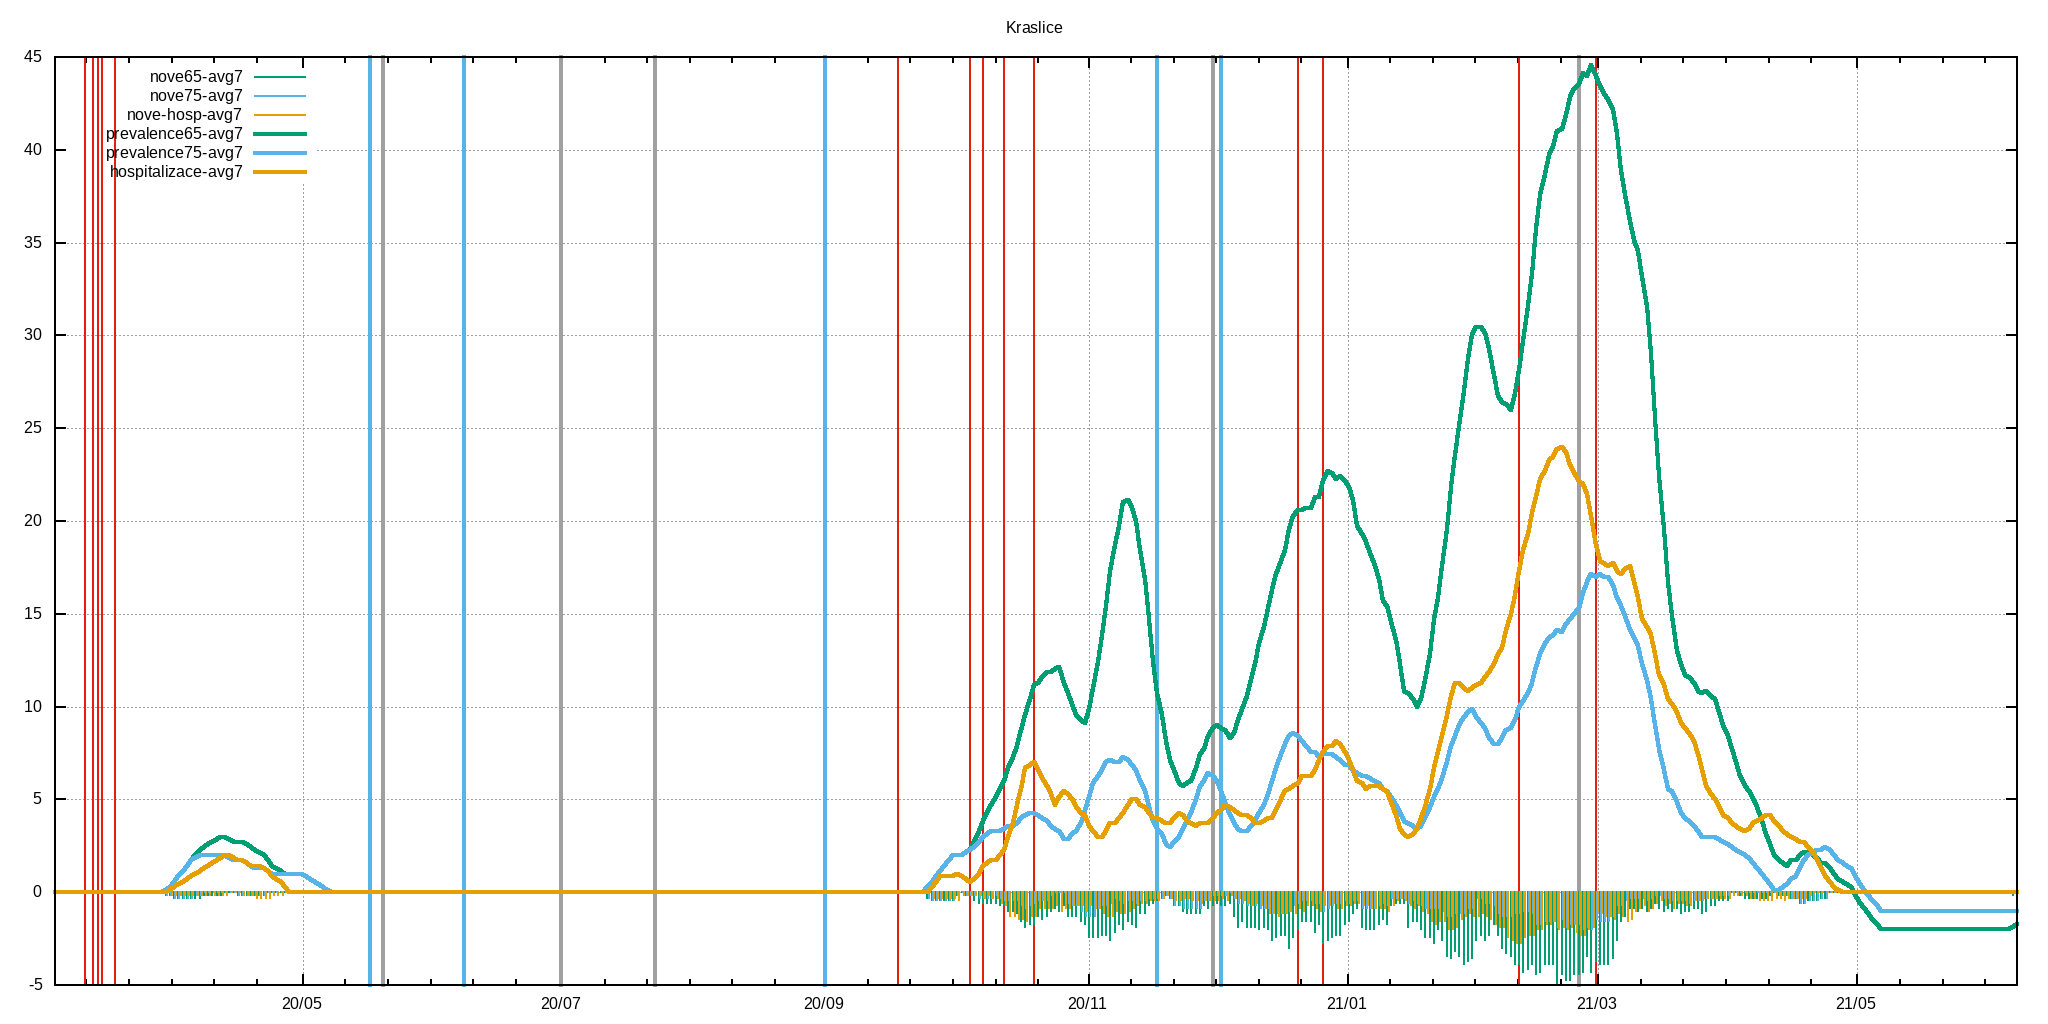 Kraslice
nove65-avg7
nove75-avg7
nove-hosp-avg7
prevalence65-avg7
prevalence75-avg7
hospitalizace-avg7
45
40
35
30
25
20
15
10
5
0
-5
20/05 20/07 20/09 20/11 21/01 21/03 21/05